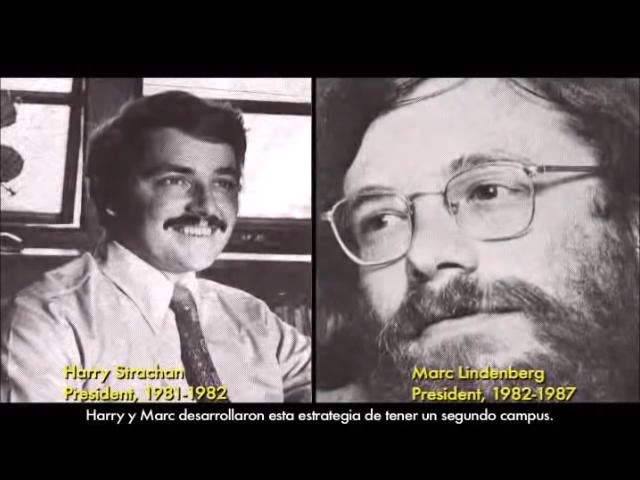 Harry Strachan
President, 1981-1982
Marc Lindenberg
President, 1982-1987
Harry y Marc desarrollaron esta estrategia de tener un segundo campus.